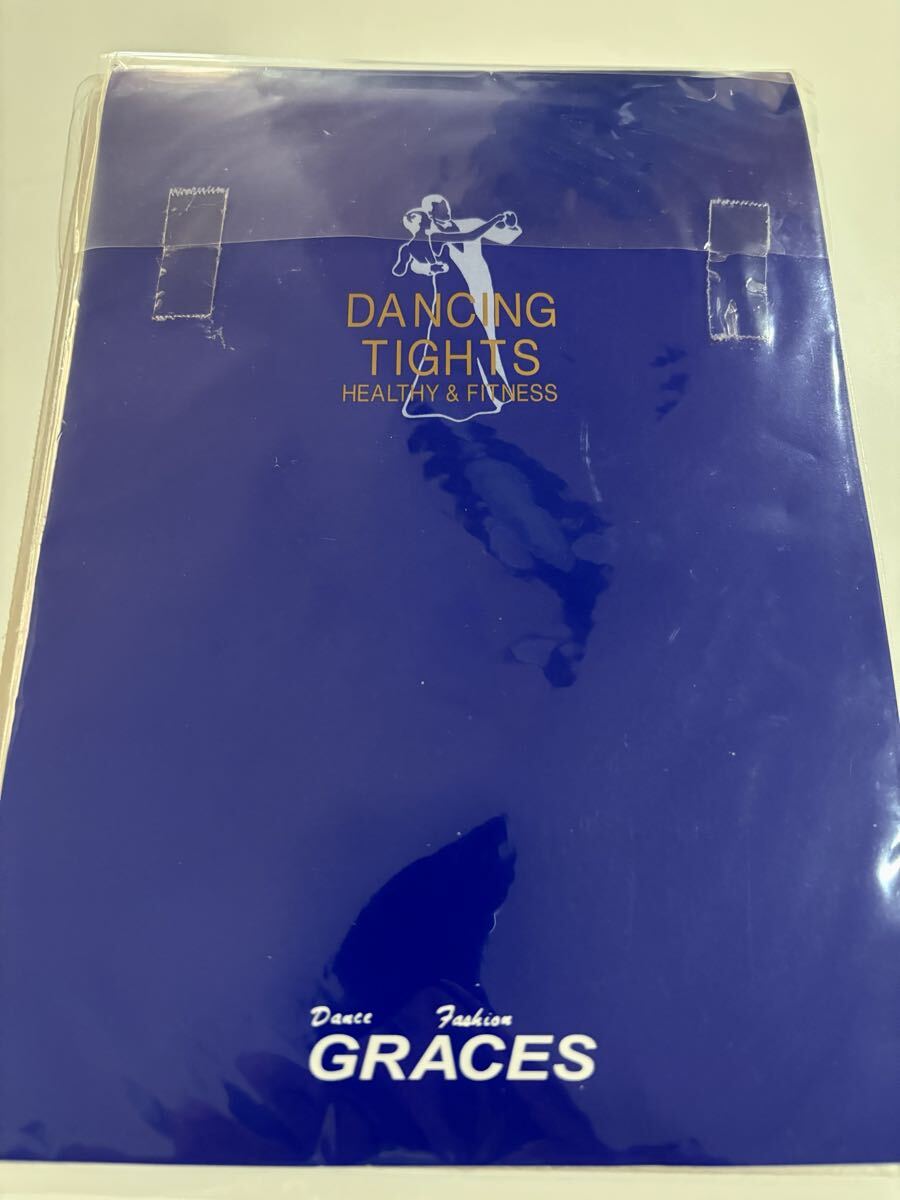 DANCING
TIGHTS
HEALTHY & FITNESS
Dance Fashion
GRACES